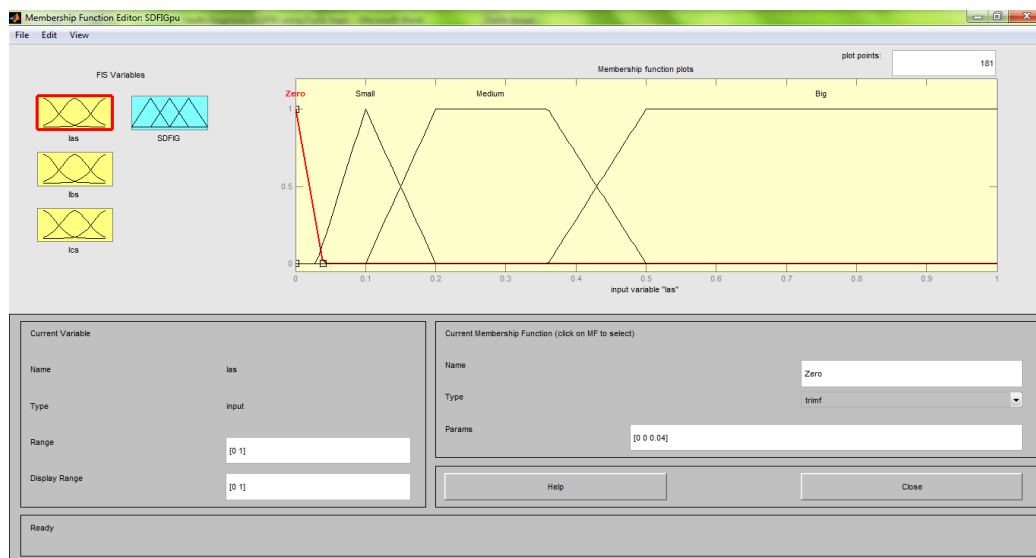 Membership Function Editor: SDFIGpu
File Edit View
FIS Variables
Ias
SDFIG
Ibs
Ics
Membership function plots
plot points:
181
Zero
Small
Medium
Big
1
0.5
0
0 0.1 0.2 0.3 0.4 0.5 0.6 0.7 0.8 0.9 1
input variable "Ias"
Current Variable
Name Ias
Type input
Range [0 1]
Display Range [0 1]
Current Membership Function (click on MF to select)
Name Zero
Type trimf
Params [0 0 0.04]
Help
Close
Ready